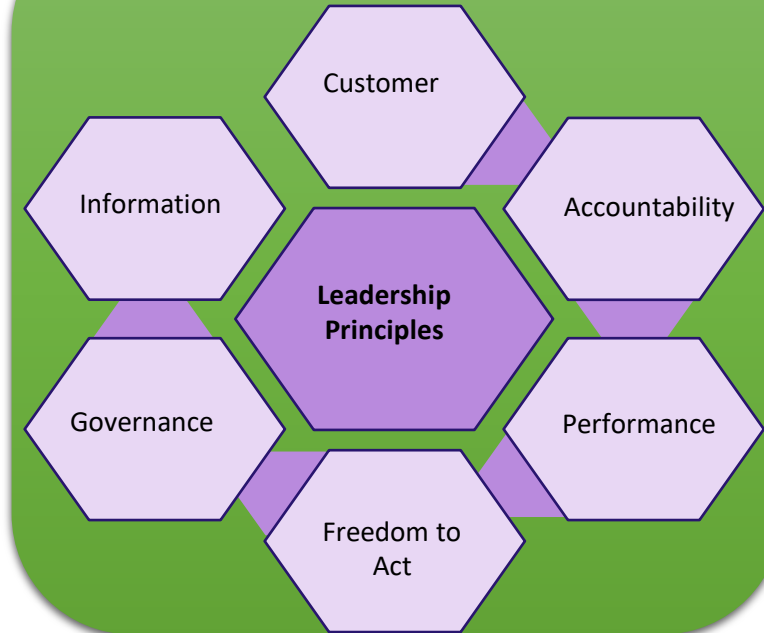 Customer
Information
Accountability
Leadership
Principles
Governance
Performance
Freedom to
Act